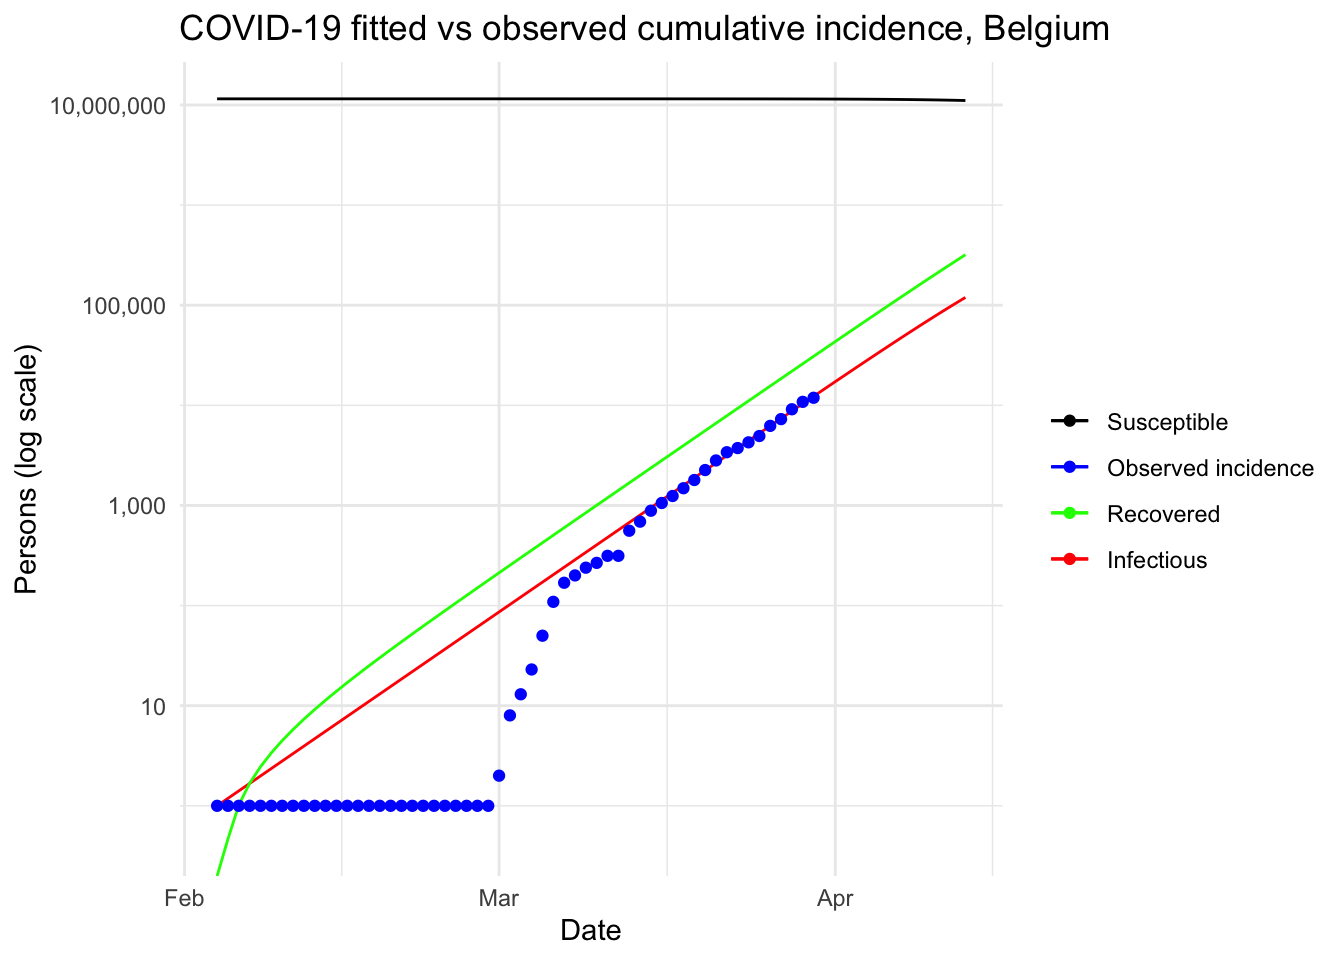 COVID-19 fitted vs observed cumulative incidence, Belgium
10,000,000
100,000
1,000
10
Persons (log scale)
Feb
Mar
Apr
Date
Susceptible
Observed incidence
Recovered
Infectious